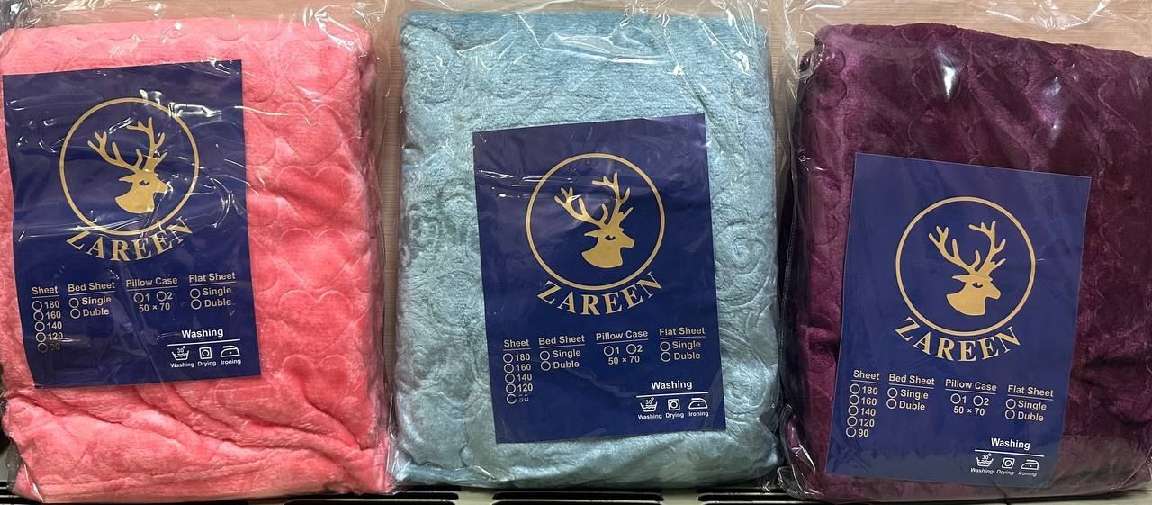 ZAREEN
Sheet Bed Sheet Pillow Case Flat Sheet
180 Single 1 2 Single
160 Duble 50 × 70 Duble
140
120
Washing
30°
Washing Drying Ironing
ZAREEN
Sheet Bed Sheet Pillow Case Flat Sheet
180 Single 1 2 Single
160 Duble 50 × 70 Duble
140
120
Washing
30°
Washing Drying Ironing
ZAREEN
Sheet Bed Sheet Pillow Case Flat Sheet
180 Single 1 2 Single
160 Duble 50 × 70 Duble
140
120
90
Washing
30°
Washing Drying Ironing